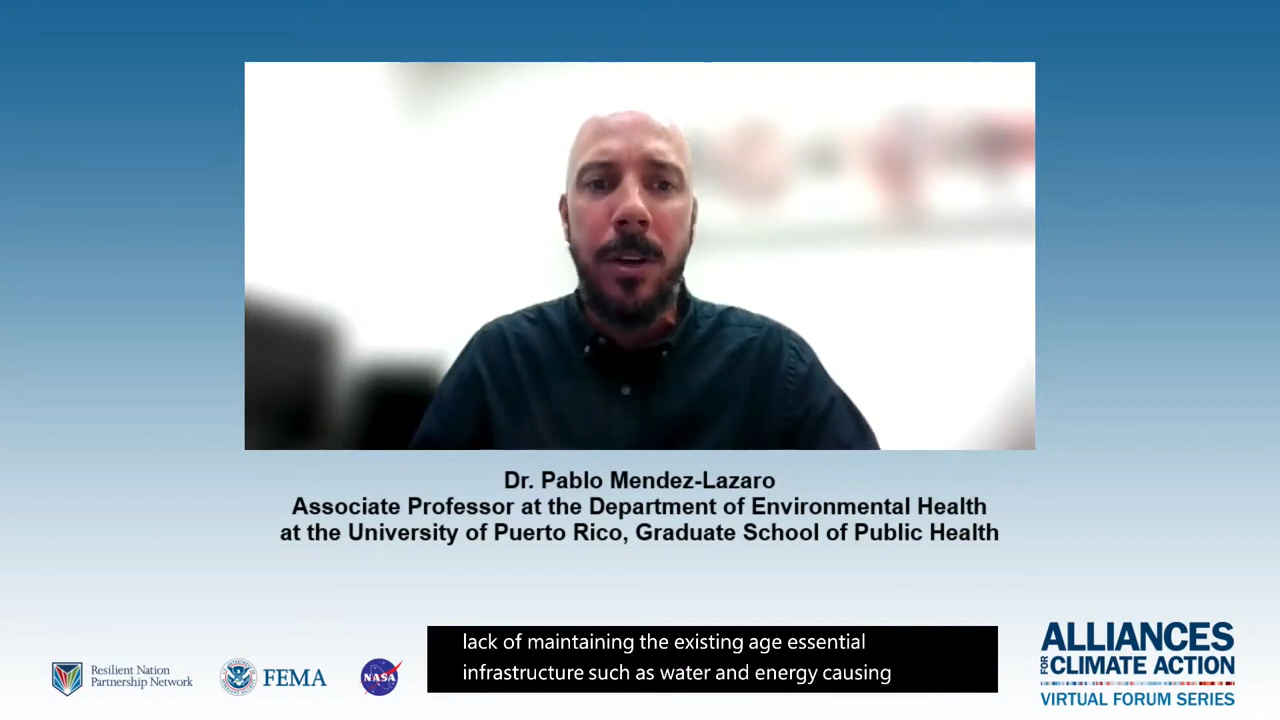 Dr. Pablo Mendez-Lazaro
Associate Professor at the Department of Environmental Health
at the University of Puerto Rico, Graduate School of Public Health
lack of maintaining the existing age essential
infrastructure such as water and energy causing
Resilient Nation
Partnership Network
FEMA
NASA
ALLIANCES
FOR CLIMATE ACTION
VIRTUAL FORUM SERIES